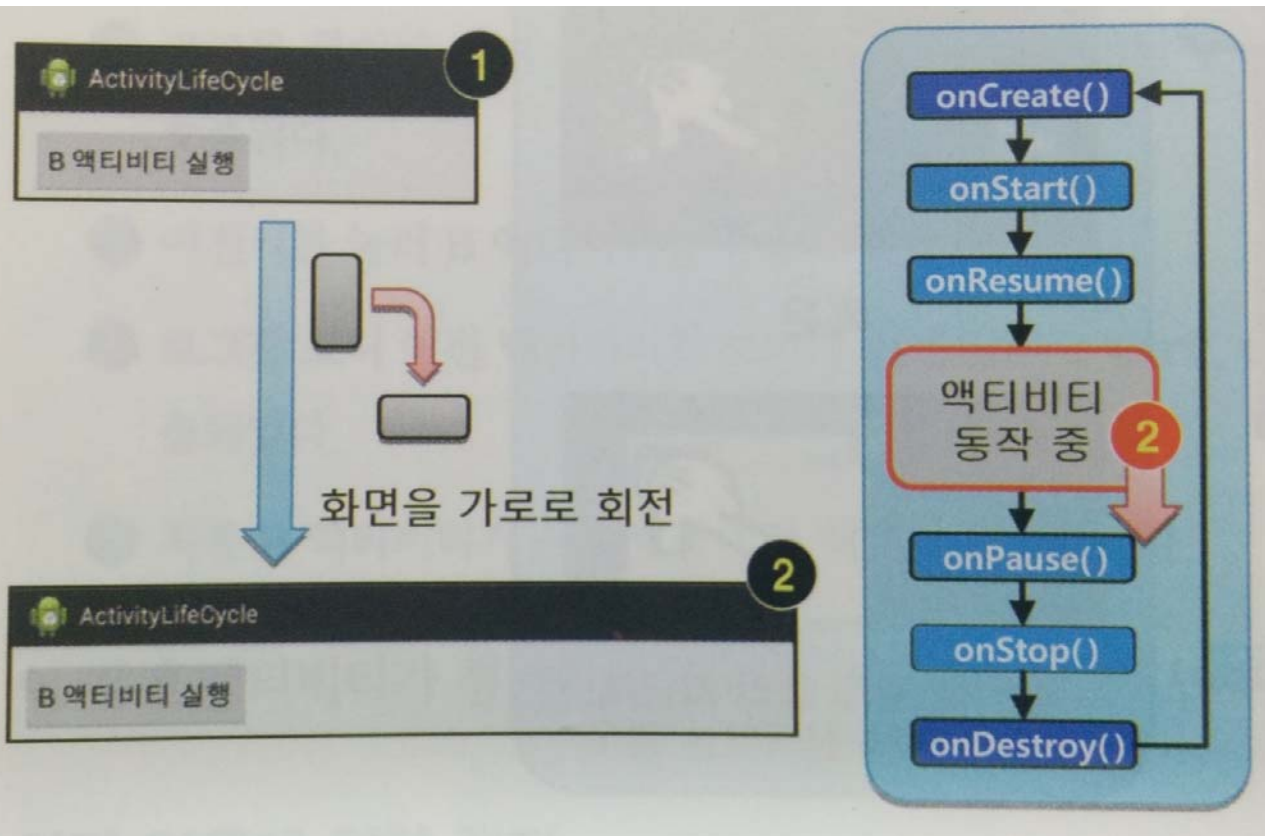 1
ActivityLifeCycle
B 액티비티 실행
화면을 가로로 회전
2
ActivityLifeCycle
B 액티비티 실행
onCreate()
onStart()
onResume()
액티비티
동작 중
2
onPause()
onStop()
onDestroy()